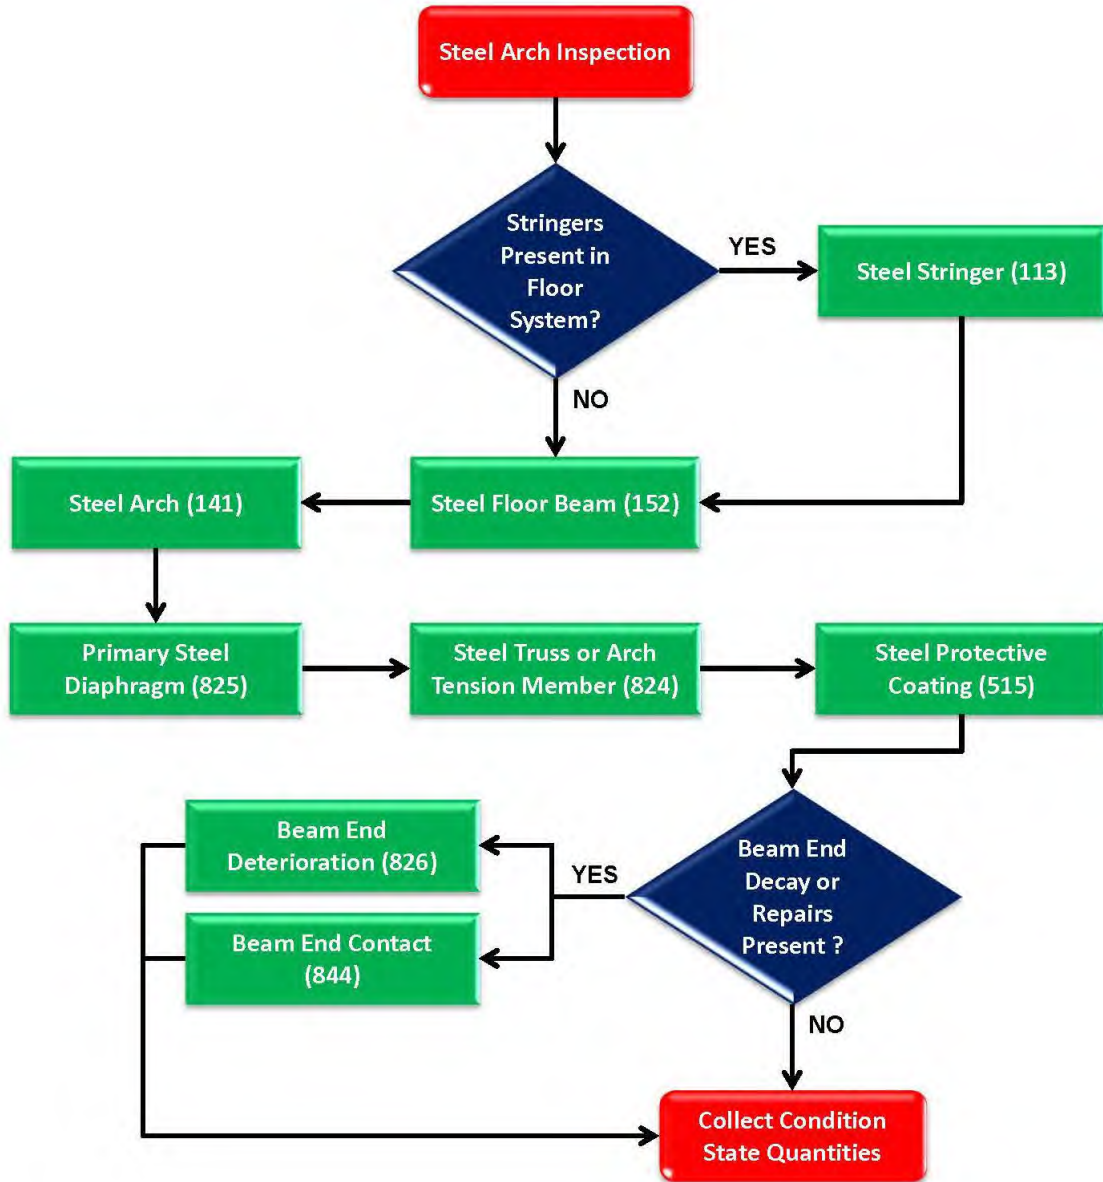 Steel Arch Inspection
Stringers
Present in
Floor
System?
YES
Steel Stringer (113)
NO
Steel Arch (141)
Steel Floor Beam (152)
Primary Steel
Diaphragm (825)
Steel Truss or Arch
Tension Member (824)
Steel Protective
Coating (515)
Beam End
Deterioration (826)
YES
Beam End
Decay or
Repairs
Present ?
Beam End Contact
(844)
NO
Collect Condition
State Quantities